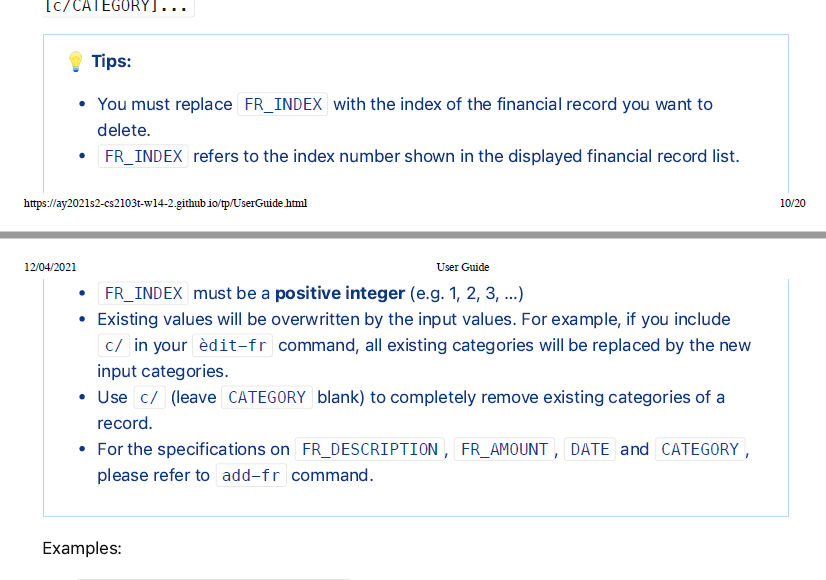 [c/CATEGORY]...
💡 Tips:
• You must replace FR_INDEX with the index of the financial record you want to
delete.
• FR_INDEX refers to the index number shown in the displayed financial record list.
https://ay2021s2-cs2103t-w14-2.github.io/tp/UserGuide.html 10/20
12/04/2021 User Guide
• FR_INDEX must be a positive integer (e.g. 1, 2, 3, …)
• Existing values will be overwritten by the input values. For example, if you include
c/ in your èdit-fr command, all existing categories will be replaced by the new
input categories.
• Use c/ (leave CATEGORY blank) to completely remove existing categories of a
record.
• For the specifications on FR_DESCRIPTION, FR_AMOUNT, DATE and CATEGORY,
please refer to add-fr command.
Examples: